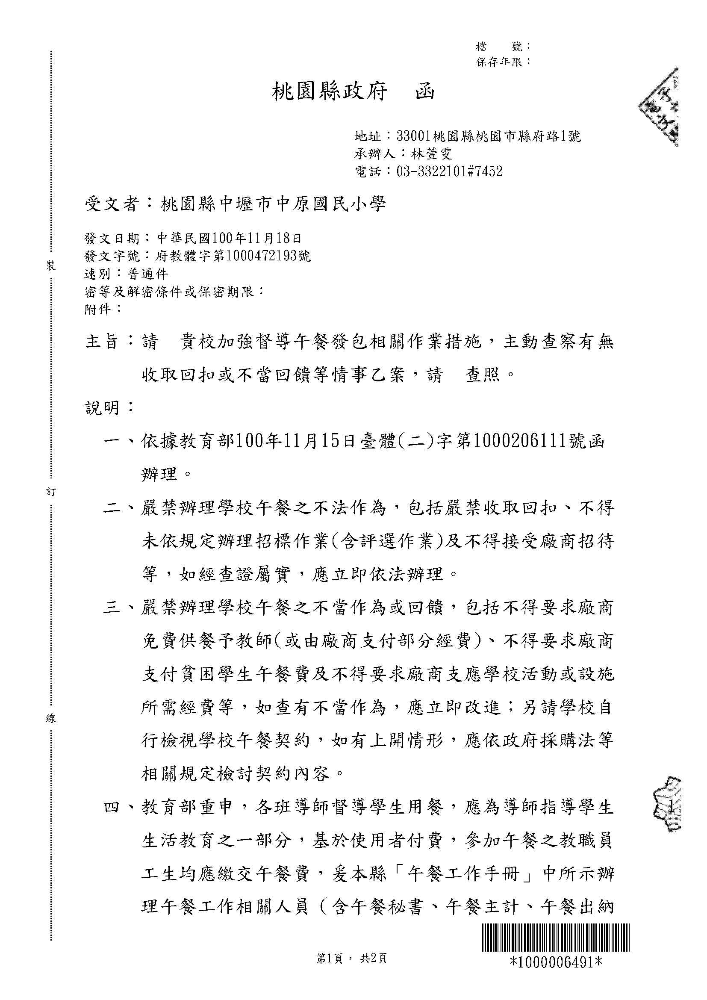 檔　　號：
保存年限：
桃園縣政府　函
地址：33001桃園縣桃園市縣府路1號
承辦人：林萱雯
電話：03-3322101#7452
受文者：桃園縣中壢市中原國民小學
發文日期：中華民國100年11月18日
發文字號：府教體字第1000472193號
速別：普通件
密等及解密條件或保密期限：
附件：
主旨：請　貴校加強督導午餐發包相關作業措施，主動查察有無
收取回扣或不當回饋等情事乙案，請　查照。
說明：
一、依據教育部100年11月15日臺體(二)字第1000206111號函
辦理。
二、嚴禁辦理學校午餐之不法作為，包括嚴禁收取回扣、不得
未依規定辦理招標作業(含評選作業)及不得接受廠商招待
等，如經查證屬實，應立即依法辦理。
三、嚴禁辦理學校午餐之不當作為或回饋，包括不得要求廠商
免費供餐予教師(或由廠商支付部分經費)、不得要求廠商
支付貧困學生午餐費及不得要求廠商支應學校活動或設施
所需經費等，如查有不當作為，應立即改進；另請學校自
行檢視學校午餐契約，如有上開情形，應依政府採購法等
相關規定檢討契約內容。
四、教育部重申，各班導師督導學生用餐，應為導師指導學生
生活教育之一部分，基於使用者付費，參加午餐之教職員
工生均應繳交午餐費，爰本縣「午餐工作手冊」中所示辦
理午餐工作相關人員（含午餐秘書、午餐主計、午餐出納
裝
訂
線
1
第1頁， 共2頁
*1000006491*